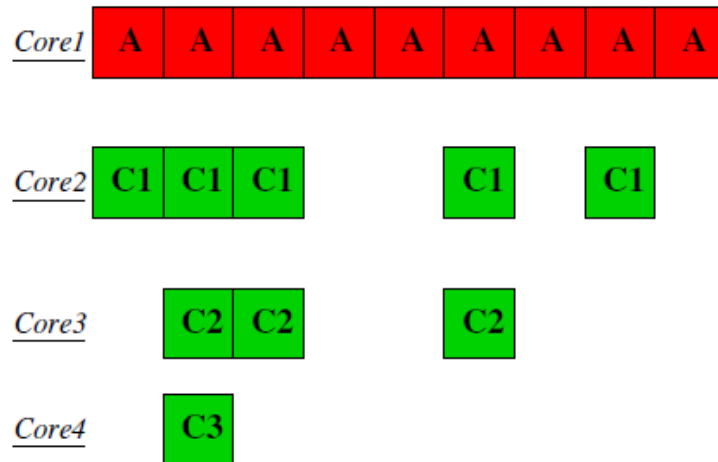 Core1 A A A A A A A A A
Core2 C1 C1 C1 C1 C1
Core3 C2 C2 C2
Core4 C3